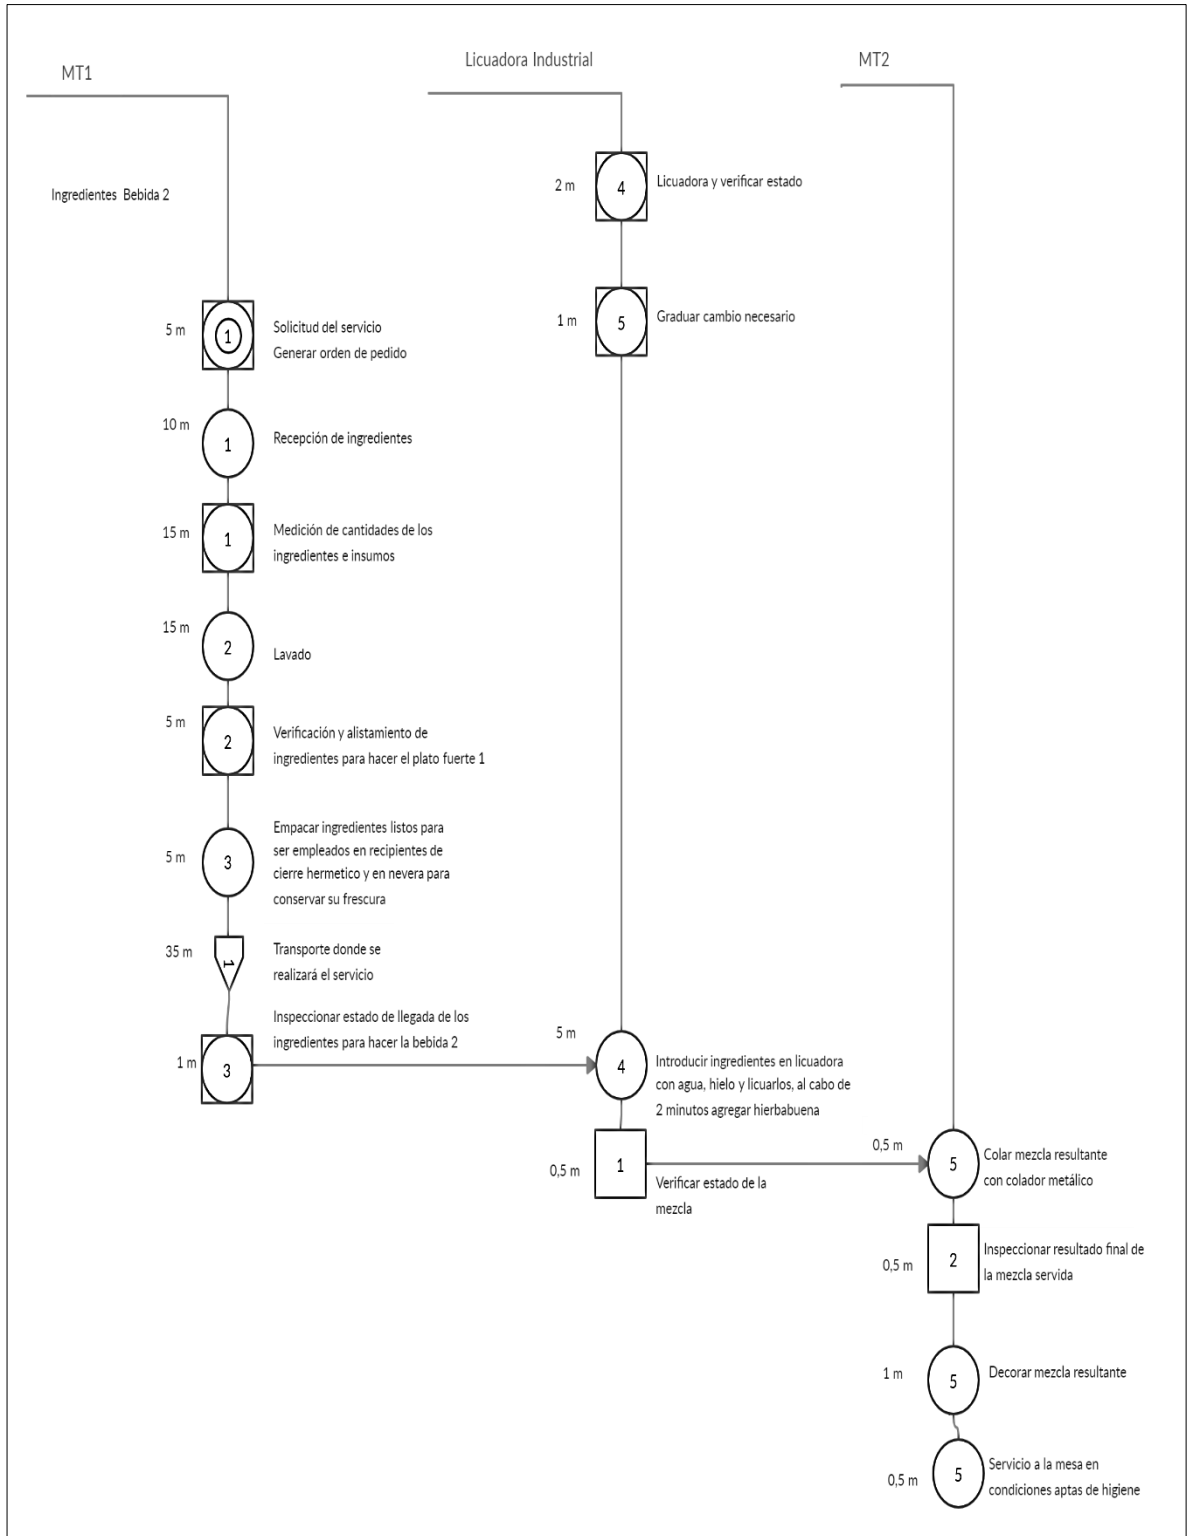 MT1
Licuadora Industrial
MT2
Ingredientes Bebida 2
2 m
4
Licuadora y verificar estado
1 m
5
Graduar cambio necesario
5 m
1
Solicitud del servicio
Generar orden de pedido
10 m
1
Recepción de ingredientes
15 m
1
Medición de cantidades de los
ingredientes e insumos
15 m
2
Lavado
5 m
2
Verificación y alistamiento de
ingredientes para hacer el plato fuerte 1
5 m
3
Empacar ingredientes listos para
ser empleados en recipientes de
cierre hermetico y en nevera para
conservar su frescura
35 m
1
Transporte donde se
realizará el servicio
1 m
3
Inspeccionar estado de llegada de los
ingredientes para hacer la bebida 2
5 m
4
Introducir ingredientes en licuadora
con agua, hielo y licuarlos, al cabo de
2 minutos agregar hierbabuena
0,5 m
1
Verificar estado de la
mezcla
0,5 m
5
Colar mezcla resultante
con colador metálico
0,5 m
2
Inspeccionar resultado final de
la mezcla servida
1 m
5
Decorar mezcla resultante
0,5 m
5
Servicio a la mesa en
condiciones aptas de higiene